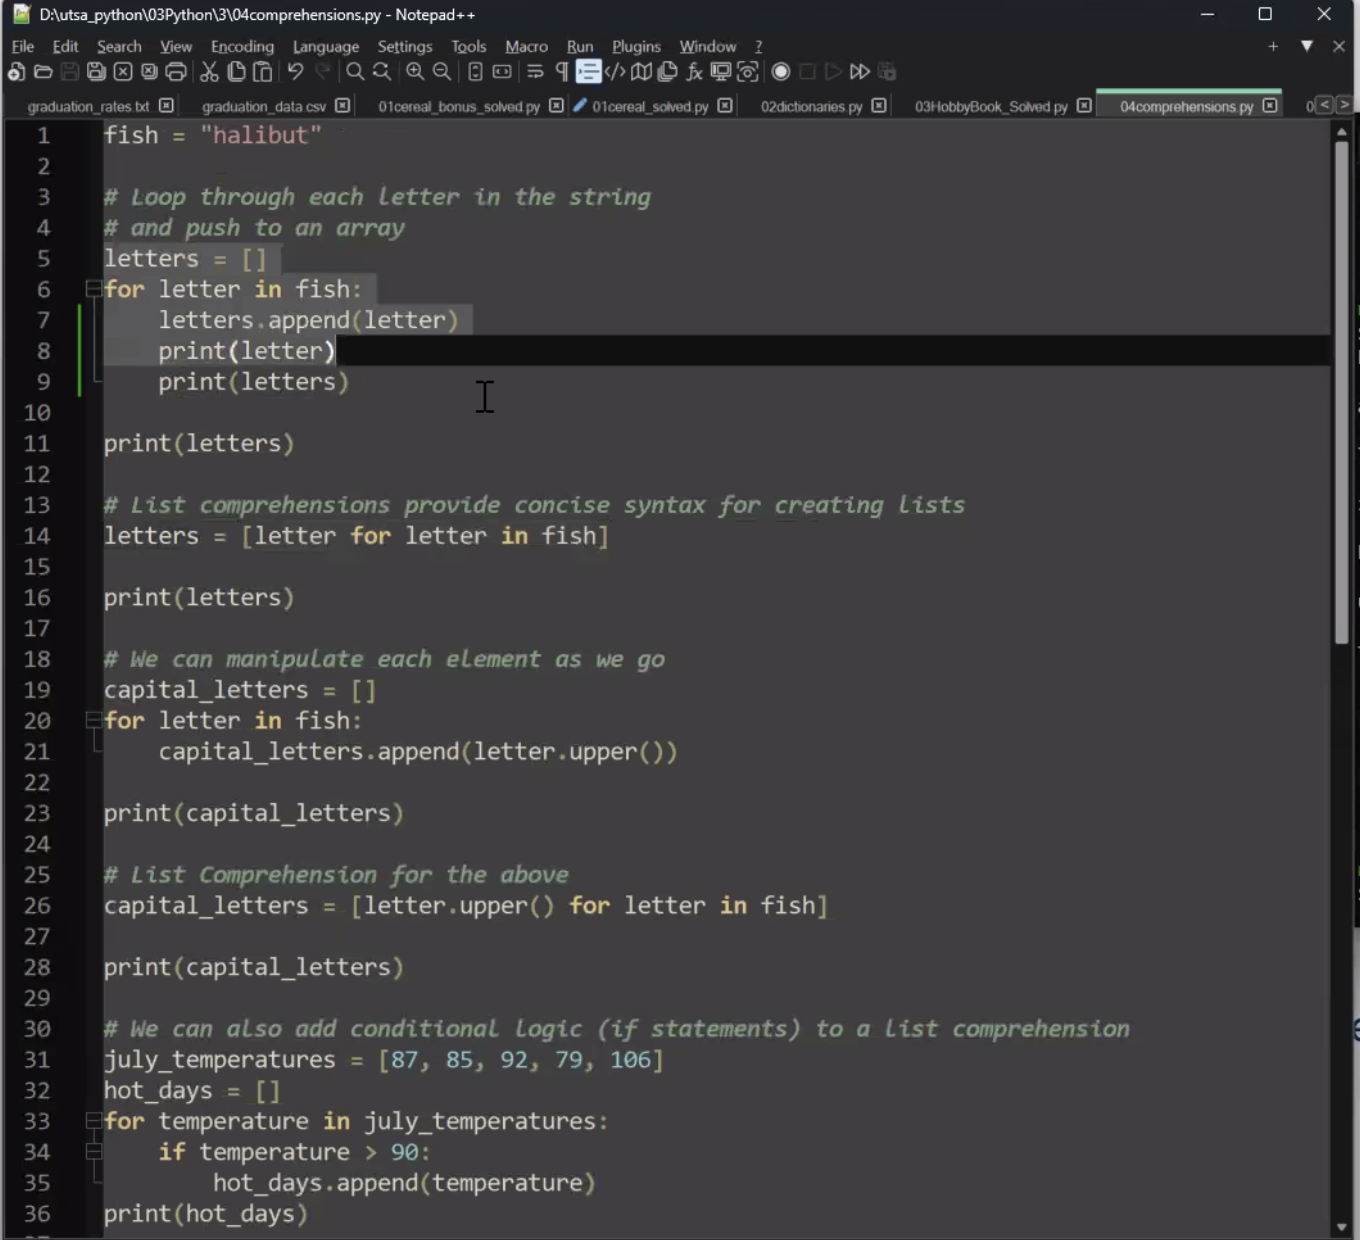 D:\utsa_python\03Python\3\04comprehensions.py - Notepad++
File Edit Search View Encoding Language Settings Tools Macro Run Plugins Window ?
graduation_rates.txt graduation_data.csv 01cereal_bonus_solved.py 01cereal_solved.py 02dictionaries.py 03HobbyBook_Solved.py 04comprehensions.py 0
1 fish = "halibut"
2
3 # Loop through each letter in the string
4 # and push to an array
5 letters = []
6 for letter in fish:
7     letters.append(letter)
8     print(letter)
9     print(letters)
10
11 print(letters)
12
13 # List comprehensions provide concise syntax for creating lists
14 letters = [letter for letter in fish]
15
16 print(letters)
17
18 # We can manipulate each element as we go
19 capital_letters = []
20 for letter in fish:
21     capital_letters.append(letter.upper())
22
23 print(capital_letters)
24
25 # List Comprehension for the above
26 capital_letters = [letter.upper() for letter in fish]
27
28 print(capital_letters)
29
30 # We can also add conditional logic (if statements) to a list comprehension
31 july_temperatures = [87, 85, 92, 79, 106]
32 hot_days = []
33 for temperature in july_temperatures:
34     if temperature > 90:
35         hot_days.append(temperature)
36 print(hot_days)